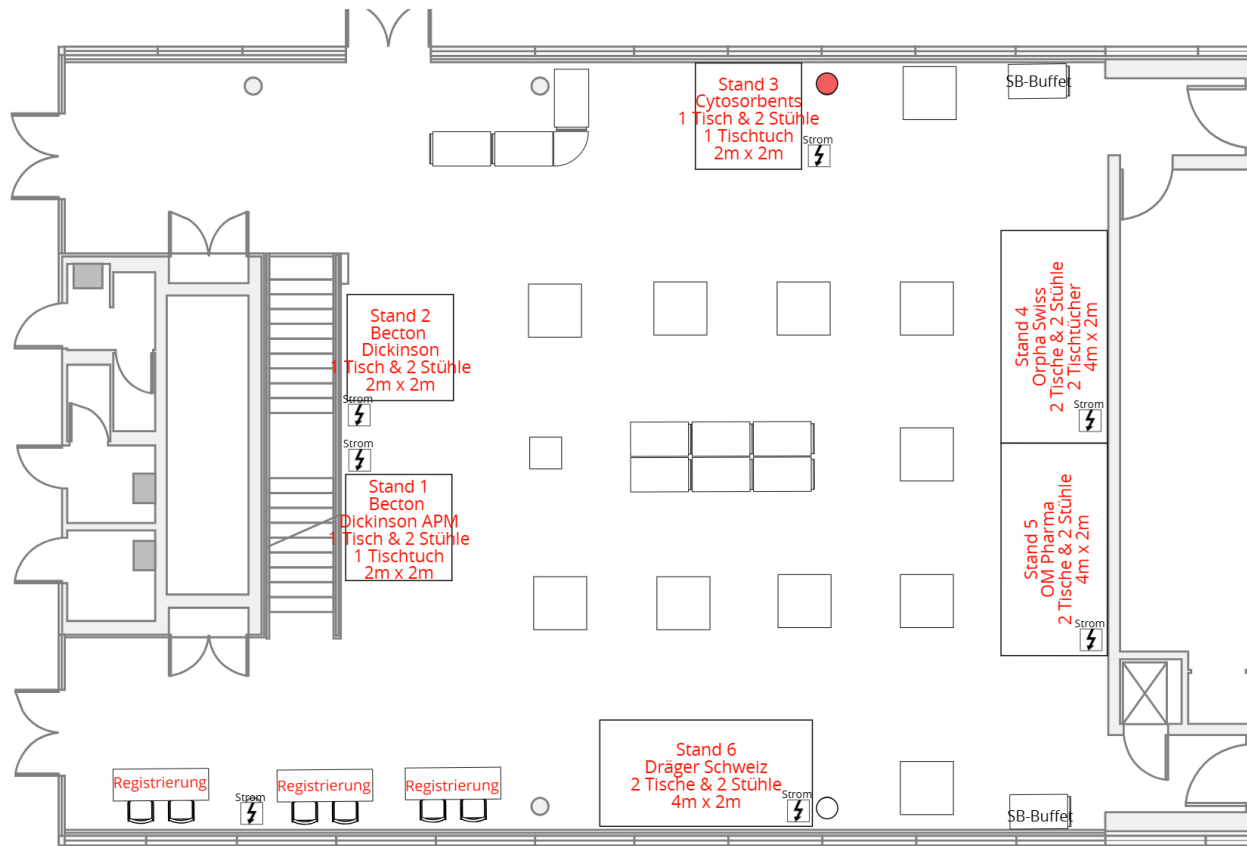 Stand 3
Cytosorbents
1 Tisch & 2 Stühle
1 Tischtuch
2m x 2m
Strom
SB-Buffet
Stand 2
Becton
Dickinson
1 Tisch & 2 Stühle
2m x 2m
Strom
Strom
Stand 1
Becton
Dickinson APM
1 Tisch & 2 Stühle
1 Tischtuch
2m x 2m
Stand 4
Orpha Swiss
2 Tische & 2 Stühle
2 Tischtücher
4m x 2m
Strom
Stand 5
OM Pharma
2 Tische & 2 Stühle
4m x 2m
Strom
Registrierung
Strom
Registrierung
Registrierung
Stand 6
Dräger Schweiz
2 Tische & 2 Stühle
4m x 2m
Strom
SB-Buffet